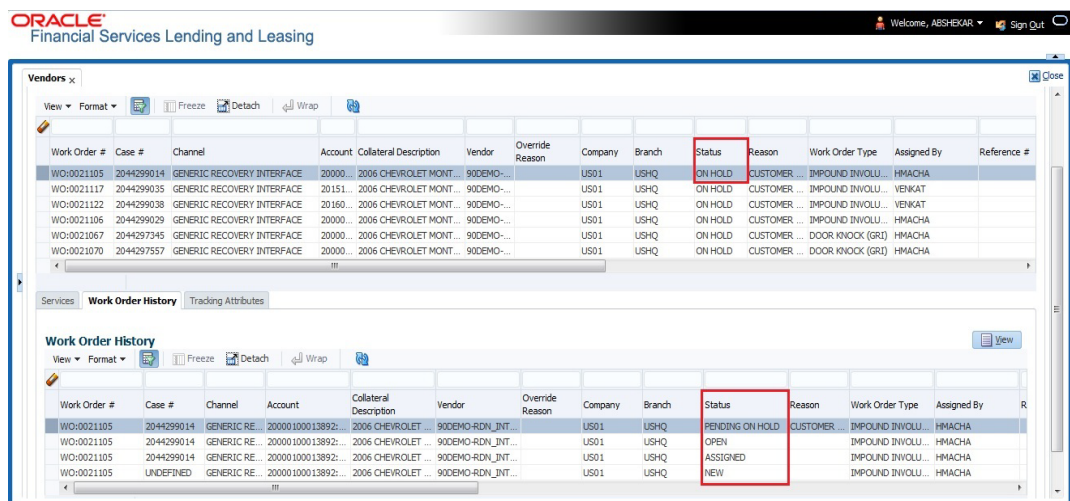 ORACLE
Financial Services Lending and Leasing
Welcome, ABSHEKAR Sign Out
Vendors x Close
View Format Freeze Detach Wrap
Work Order # Case # Channel Account Collateral Description Vendor Override Reason Company Branch Status Reason Work Order Type Assigned By Reference #
WO:0021105 2044299014 GENERIC RECOVERY INTERFACE 20000... 2006 CHEVROLET MONT... 90DEMO-... US01 USHQ ON HOLD CUSTOMER ... IMPOUND INVOLU... HMACHA
WO:0021117 2044299035 GENERIC RECOVERY INTERFACE 20151... 2006 CHEVROLET MONT... 90DEMO-... US01 USHQ ON HOLD CUSTOMER ... IMPOUND INVOLU... VENKAT
WO:0021122 2044299038 GENERIC RECOVERY INTERFACE 20160... 2006 CHEVROLET MONT... 90DEMO-... US01 USHQ ON HOLD CUSTOMER ... IMPOUND INVOLU... VENKAT
WO:0021106 2044299029 GENERIC RECOVERY INTERFACE 20000... 2006 CHEVROLET MONT... 90DEMO-... US01 USHQ ON HOLD CUSTOMER ... IMPOUND INVOLU... HMACHA
WO:0021067 2044297345 GENERIC RECOVERY INTERFACE 20000... 2006 CHEVROLET MONT... 90DEMO-... US01 USHQ ON HOLD CUSTOMER ... DOOR KNOCK (GRI) HMACHA
WO:0021070 2044297557 GENERIC RECOVERY INTERFACE 20000... 2006 CHEVROLET MONT... 90DEMO-... US01 USHQ ON HOLD CUSTOMER ... DOOR KNOCK (GRI) HMACHA
Services Work Order History Tracking Attributes
Work Order History View
View Format Freeze Detach Wrap
Work Order # Case # Channel Account Collateral Description Vendor Override Reason Company Branch Status Reason Work Order Type Assigned By R
WO:0021105 2044299014 GENERIC RE... 20000100013892:... 2006 CHEVROLET ... 90DEMO-RDN_INT... US01 USHQ PENDING ON HOLD CUSTOMER ... IMPOUND INVOLU... HMACHA
WO:0021105 2044299014 GENERIC RE... 20000100013892:... 2006 CHEVROLET ... 90DEMO-RDN_INT... US01 USHQ OPEN IMPOUND INVOLU... HMACHA
WO:0021105 2044299014 GENERIC RE... 20000100013892:... 2006 CHEVROLET ... 90DEMO-RDN_INT... US01 USHQ ASSIGNED IMPOUND INVOLU... HMACHA
WO:0021105 UNDEFINED GENERIC RE... 20000100013892:... 2006 CHEVROLET ... 90DEMO-RDN_INT... US01 USHQ NEW IMPOUND INVOLU... HMACHA